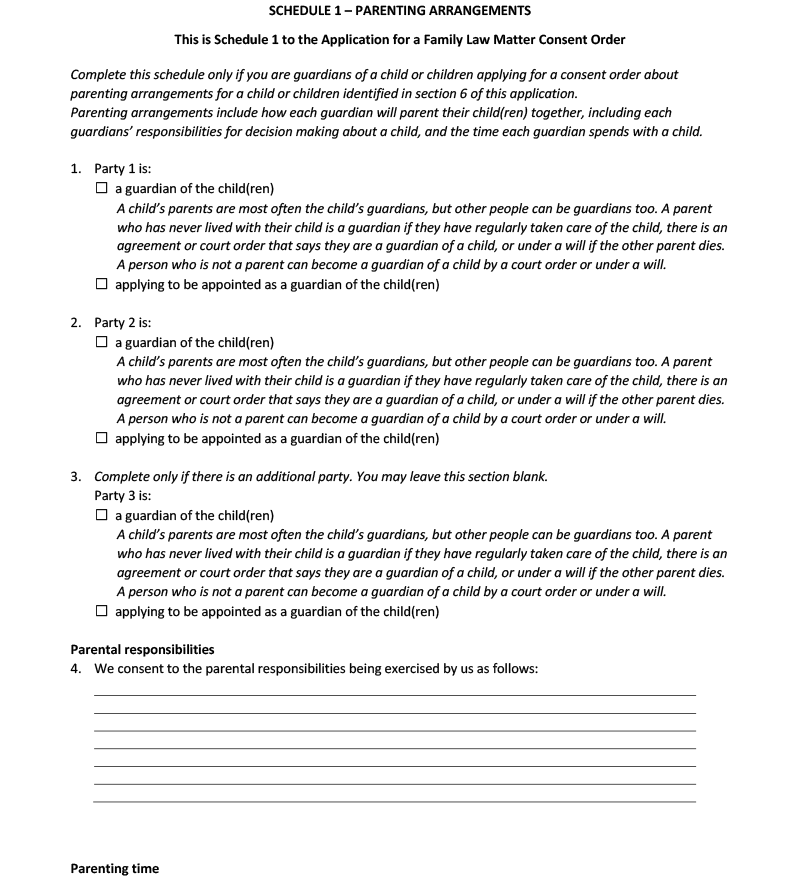 SCHEDULE 1 – PARENTING ARRANGEMENTS
This is Schedule 1 to the Application for a Family Law Matter Consent Order
Complete this schedule only if you are guardians of a child or children applying for a consent order about
parenting arrangements for a child or children identified in section 6 of this application.
Parenting arrangements include how each guardian will parent their child(ren) together, including each
guardians’ responsibilities for decision making about a child, and the time each guardian spends with a child.
1. Party 1 is:
☐ a guardian of the child(ren)
A child’s parents are most often the child’s guardians, but other people can be guardians too. A parent
who has never lived with their child is a guardian if they have regularly taken care of the child, there is an
agreement or court order that says they are a guardian of a child, or under a will if the other parent dies.
A person who is not a parent can become a guardian of a child by a court order or under a will.
☐ applying to be appointed as a guardian of the child(ren)
2. Party 2 is:
☐ a guardian of the child(ren)
A child’s parents are most often the child’s guardians, but other people can be guardians too. A parent
who has never lived with their child is a guardian if they have regularly taken care of the child, there is an
agreement or court order that says they are a guardian of a child, or under a will if the other parent dies.
A person who is not a parent can become a guardian of a child by a court order or under a will.
☐ applying to be appointed as a guardian of the child(ren)
3. Complete only if there is an additional party. You may leave this section blank.
Party 3 is:
☐ a guardian of the child(ren)
A child’s parents are most often the child’s guardians, but other people can be guardians too. A parent
who has never lived with their child is a guardian if they have regularly taken care of the child, there is an
agreement or court order that says they are a guardian of a child, or under a will if the other parent dies.
A person who is not a parent can become a guardian of a child by a court order or under a will.
☐ applying to be appointed as a guardian of the child(ren)
Parental responsibilities
4. We consent to the parental responsibilities being exercised by us as follows:
Parenting time